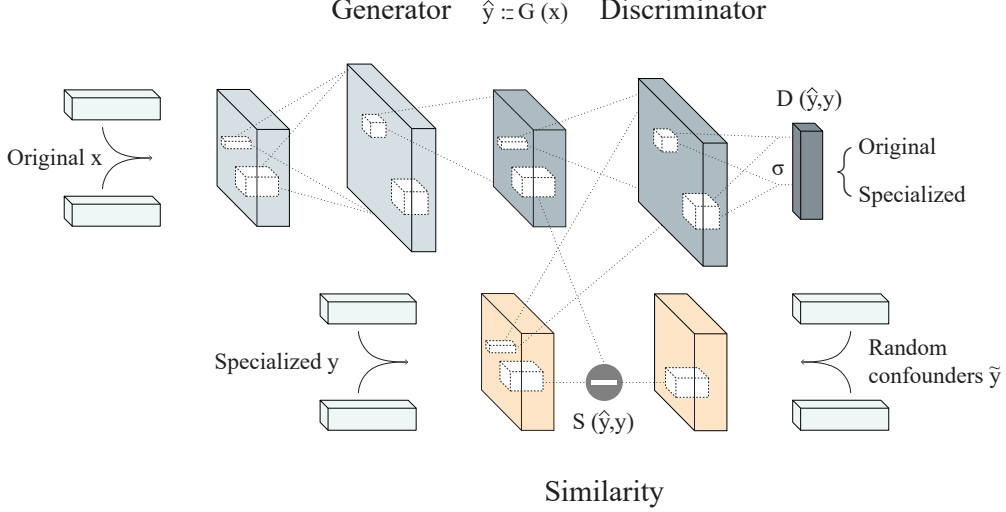 Generator ŷ := G (x) Discriminator
D (ŷ,y)
Original x
σ
Original
Specialized
Specialized y
Random
confounders ỹ
S (ŷ,y)
Similarity